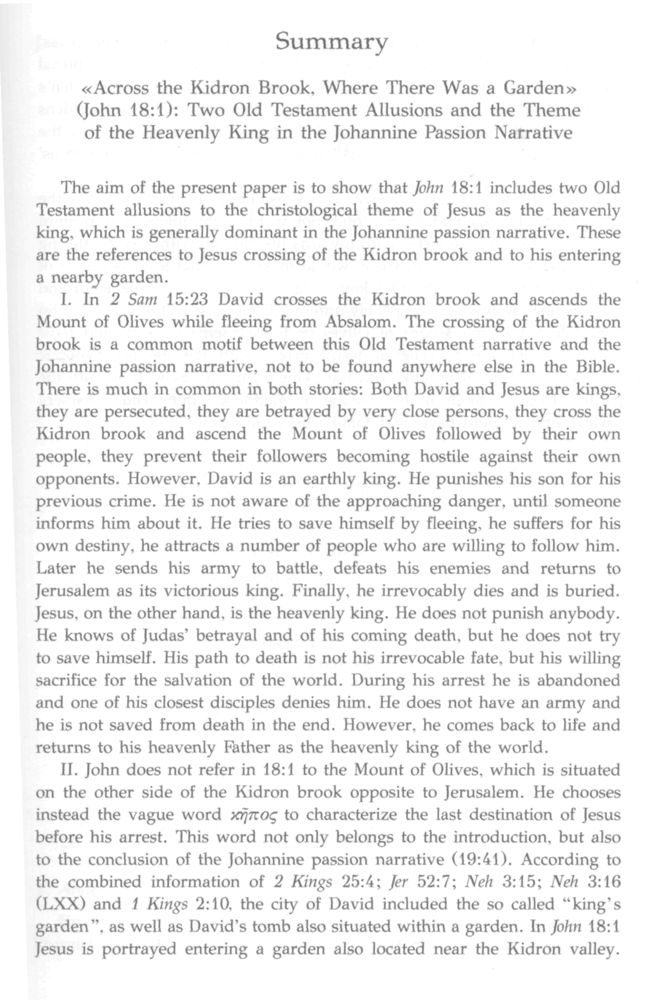 Summary
«Across the Kidron Brook, Where There Was a Garden»
(John 18:1): Two Old Testament Allusions and the Theme
of the Heavenly King in the Johannine Passion Narrative
The aim of the present paper is to show that John 18:1 includes two Old
Testament allusions to the christological theme of Jesus as the heavenly
king, which is generally dominant in the Johannine passion narrative. These
are the references to Jesus crossing of the Kidron brook and to his entering
a nearby garden.
I. In 2 Sam 15:23 David crosses the Kidron brook and ascends the
Mount of Olives while fleeing from Absalom. The crossing of the Kidron
brook is a common motif between this Old Testament narrative and the
Johannine passion narrative, not to be found anywhere else in the Bible.
There is much in common in both stories: Both David and Jesus are kings,
they are persecuted, they are betrayed by very close persons, they cross the
Kidron brook and ascend the Mount of Olives followed by their own
people, they prevent their followers becoming hostile against their own
opponents. However, David is an earthly king. He punishes his son for his
previous crime. He is not aware of the approaching danger, until someone
informs him about it. He tries to save himself by fleeing, he suffers for his
own destiny, he attracts a number of people who are willing to follow him.
Later he sends his army to battle, defeats his enemies and returns to
Jerusalem as its victorious king. Finally, he irrevocably dies and is buried.
Jesus, on the other hand, is the heavenly king. He does not punish anybody.
He knows of Judas’ betrayal and of his coming death, but he does not try
to save himself. His path to death is not his irrevocable fate, but his willing
sacrifice for the salvation of the world. During his arrest he is abandoned
and one of his closest disciples denies him. He does not have an army and
he is not saved from death in the end. However, he comes back to life and
returns to his heavenly Father as the heavenly king of the world.
II. John does not refer in 18:1 to the Mount of Olives, which is situated
on the other side of the Kidron brook opposite to Jerusalem. He chooses
instead the vague word κῆπος to characterize the last destination of Jesus
before his arrest. This word not only belongs to the introduction, but also
to the conclusion of the Johannine passion narrative (19:41). According to
the combined information of 2 Kings 25:4; Jer 52:7; Neh 3:15; Neh 3:16
(LXX) and 1 Kings 2:10, the city of David included the so called “king’s
garden”, as well as David’s tomb also situated within a garden. In John 18:1
Jesus is portrayed entering a garden also located near the Kidron valley.